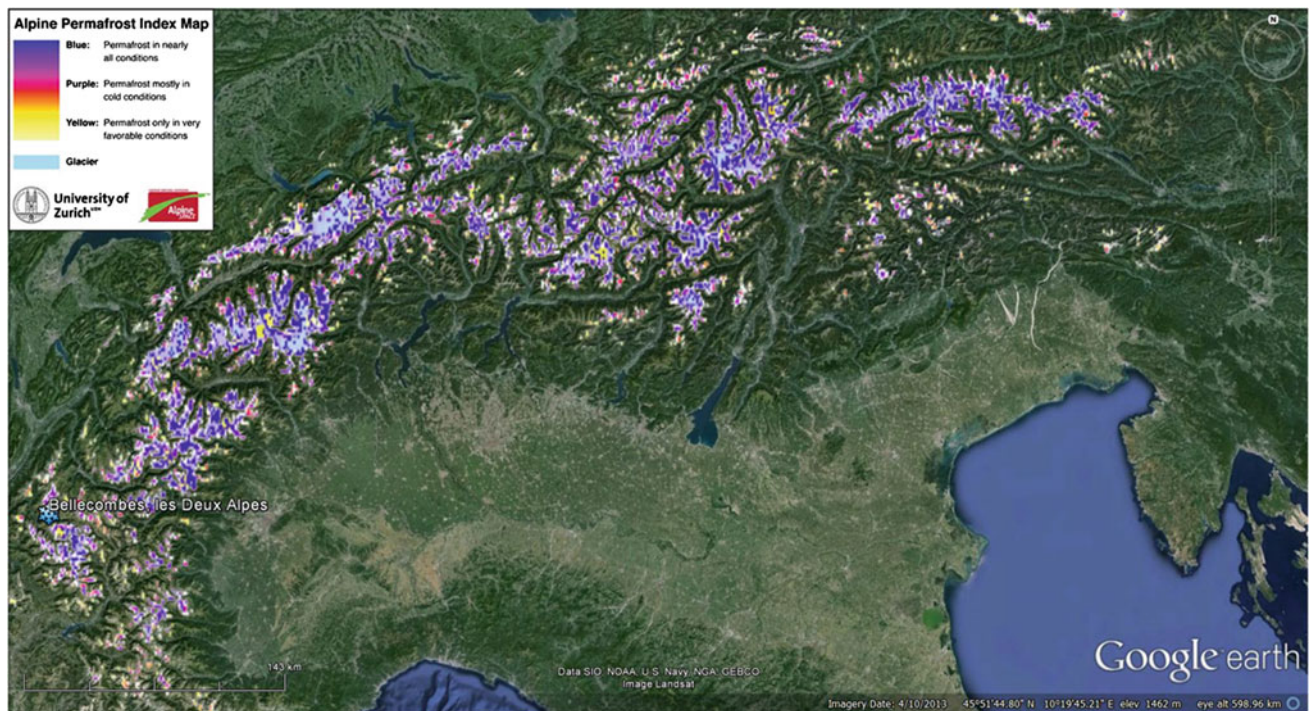 Alpine Permafrost Index Map
Blue: Permafrost in nearly
all conditions
Purple: Permafrost mostly in
cold conditions
Yellow: Permafrost only in very
favorable conditions
Glacier
University of
Zurich
Alpine
N
Bellecombes, les Deux Alpes
143 km
Data SIO, NOAA, U.S. Navy, NGA, GEBCO
Image Landsat
Google earth
Imagery Date: 4/10/2013 45°51'44.80" N 10°19'45.21" E elev 1462 m eye alt 598.96 km